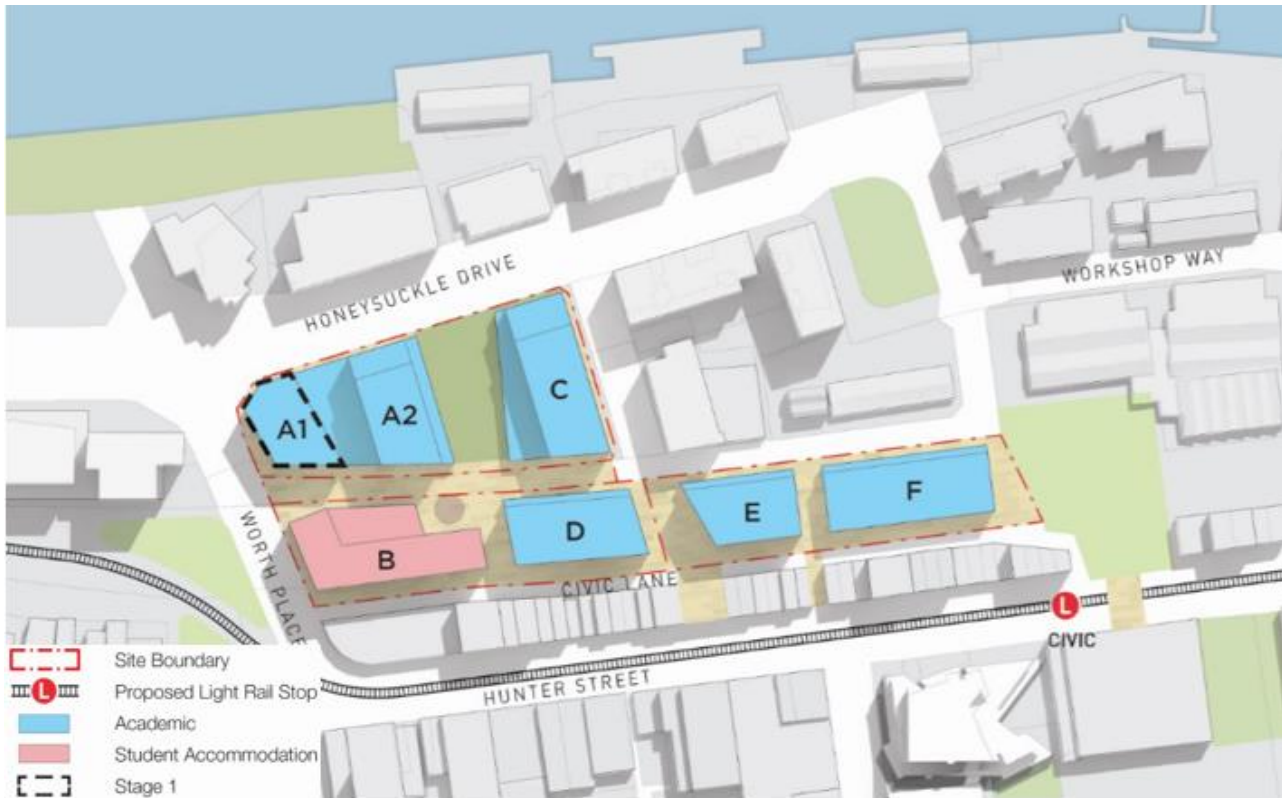 HONEYSUCKLE DRIVE
WORKSHOP WAY
A1
A2
C
B
D
E
F
WORTH PLACE
CIVIC LANE
L
CIVIC
HUNTER STREET
Site Boundary
L Proposed Light Rail Stop
Academic
Student Accommodation
Stage 1